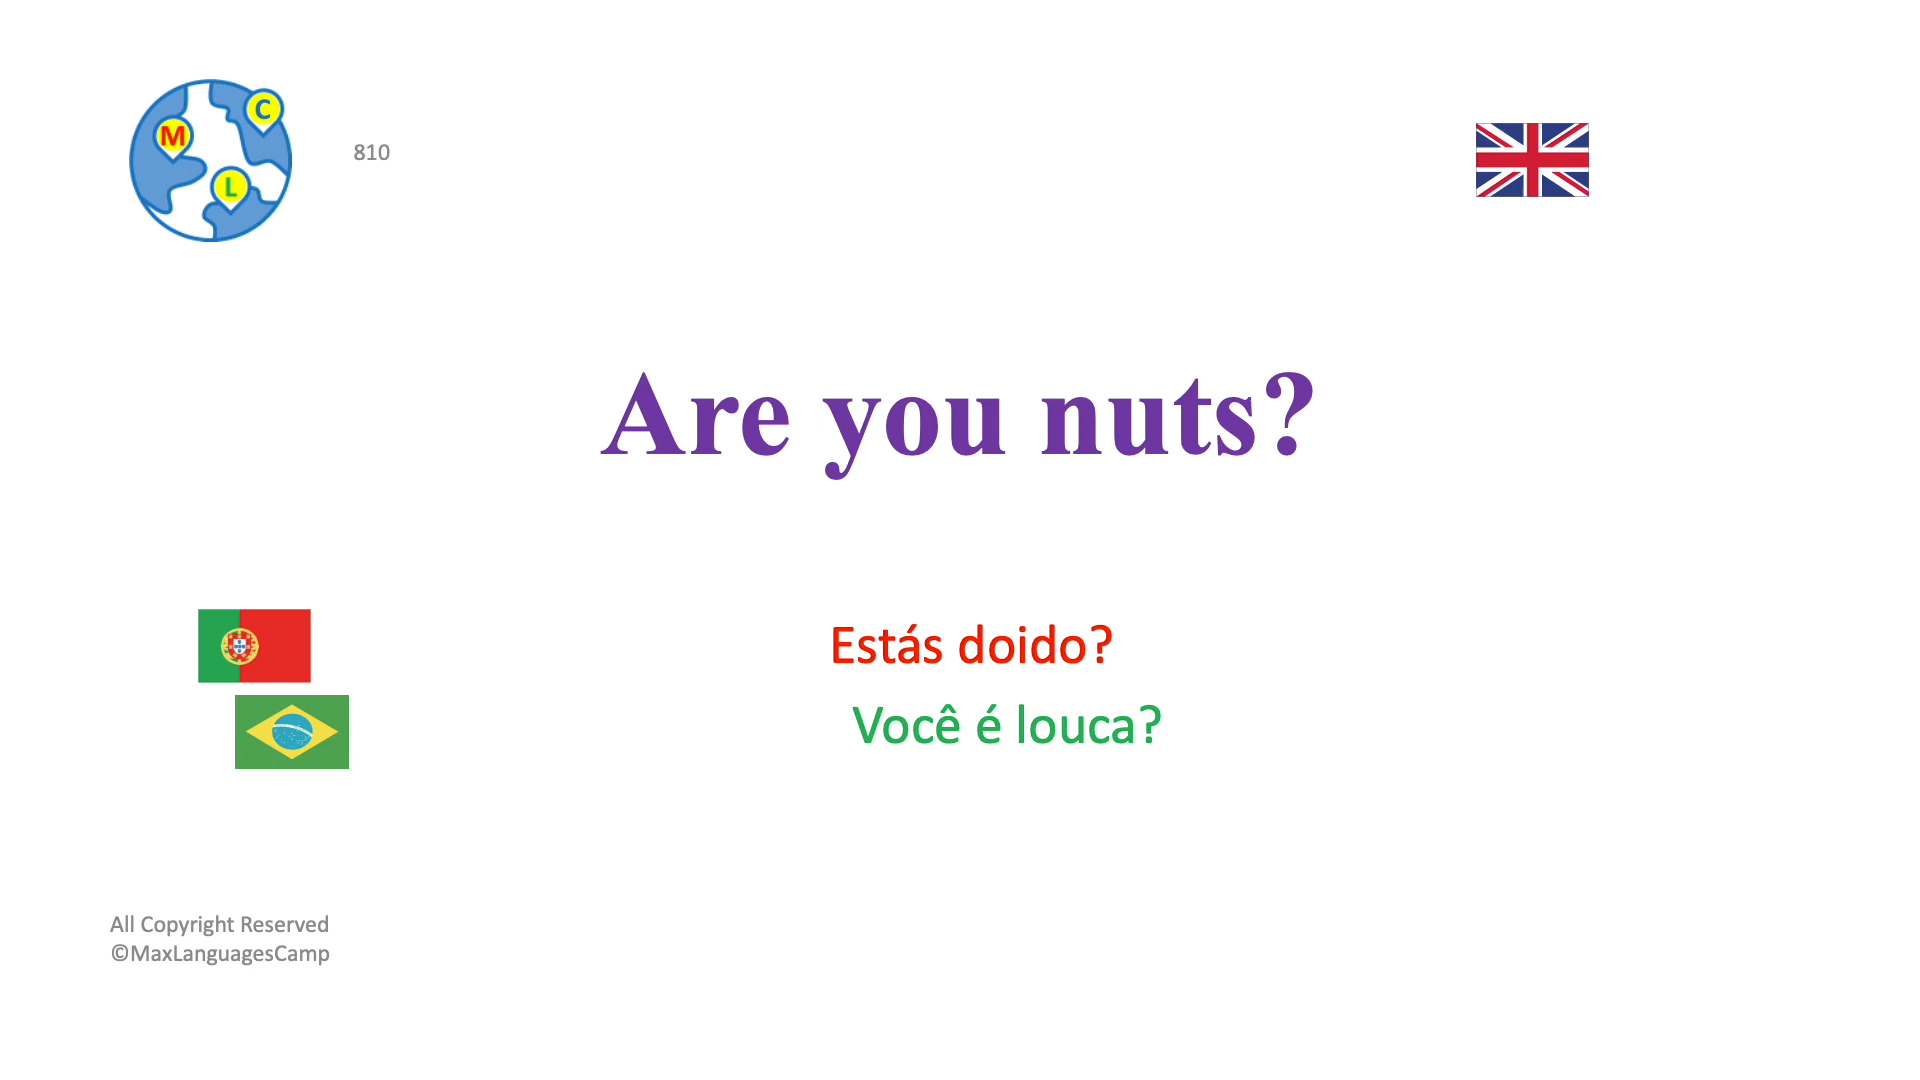 M
C
L
810
Are you nuts?
Estás doido?
Você é louca?
All Copyright Reserved
©MaxLanguagesCamp